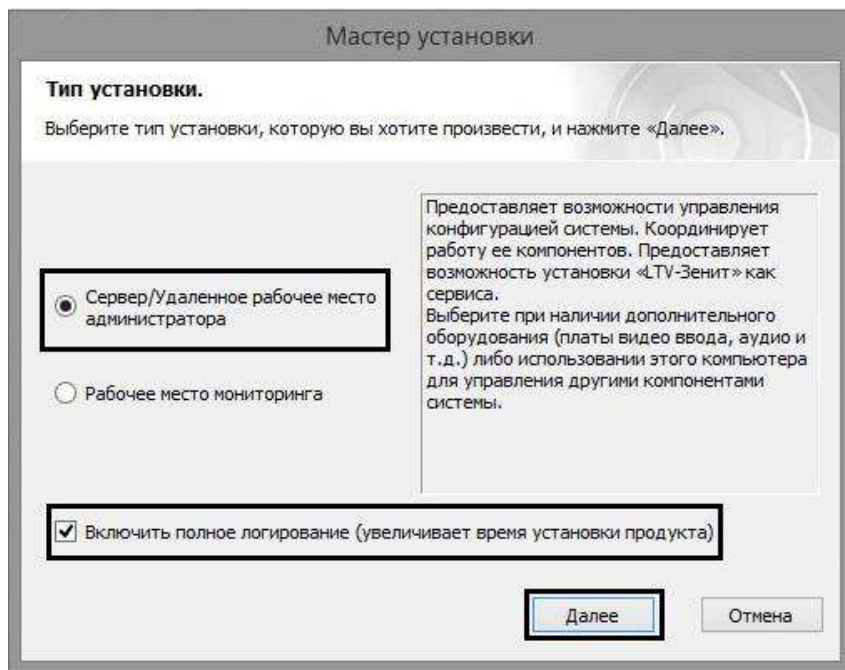 Мастер установки
Тип установки.
Выберите тип установки, которую вы хотите произвести, и нажмите «Далее».
Сервер/Удаленное рабочее место
администратора
Рабочее место мониторинга
Предоставляет возможности управления
конфигурацией системы. Координирует
работу ее компонентов. Предоставляет
возможность установки «LTV-Зенит» как
сервиса.
Выберите при наличии дополнительного
оборудования (платы видео ввода, аудио и
т.д.) либо использовании этого компьютера
для управления другими компонентами
системы.
Включить полное логирование (увеличивает время установки продукта)
Далее
Отмена